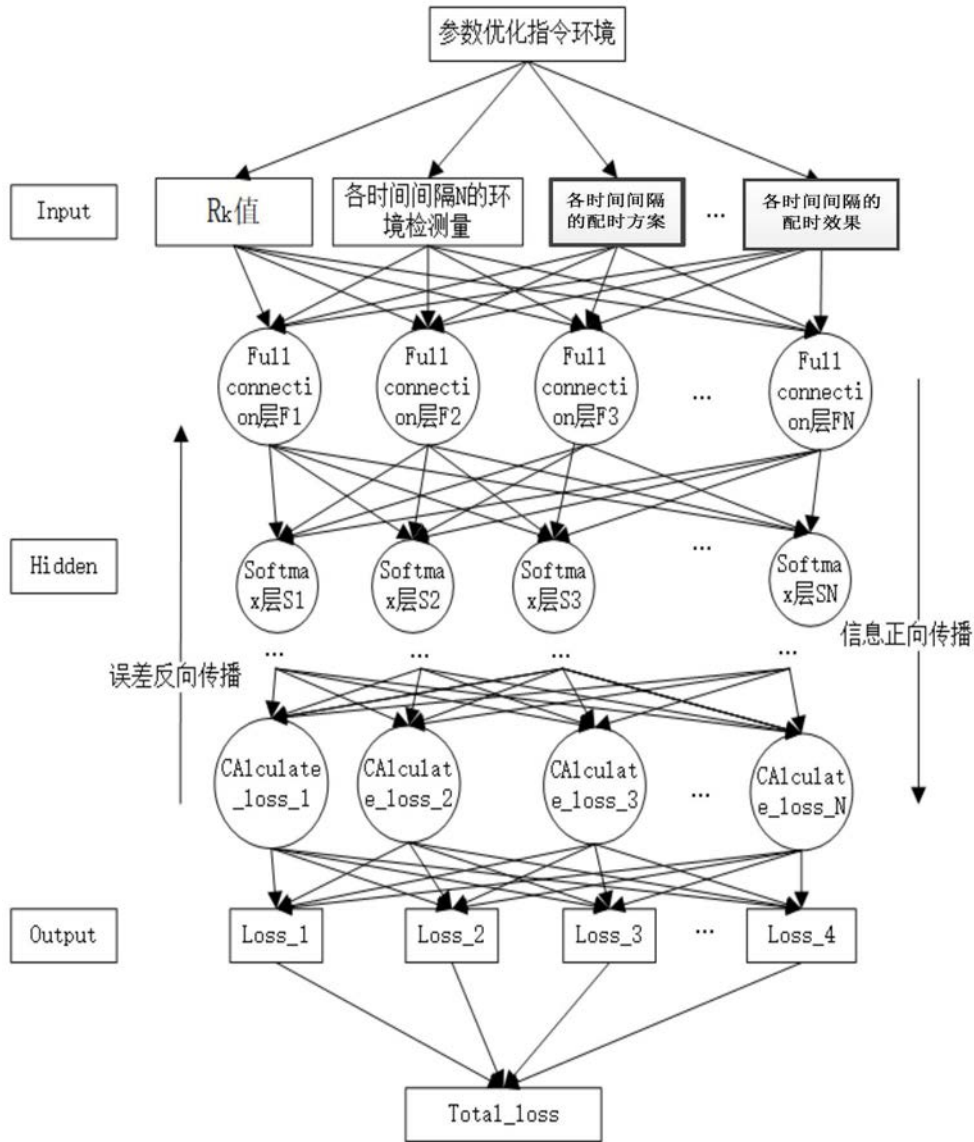 参数优化指令环境
Input
Rk值
各时间间隔N的环
境检测量
各时间间隔
的配时方案
...
各时间间隔的
配时效果
Full
connecti
on层F1
Full
connecti
on层F2
Full
connecti
on层F3
...
Full
connecti
on层FN
Hidden
Softma
x层S1
Softma
x层S2
Softma
x层S3
...
Softma
x层SN
...
...
...
...
误差反向传播
信息正向传播
CAlculate
_loss_1
CAlculat
e_loss_2
CAlculat
e_loss_3
...
CAlculat
e_loss_N
Output
Loss_1
Loss_2
Loss_3
...
Loss_4
Total_loss